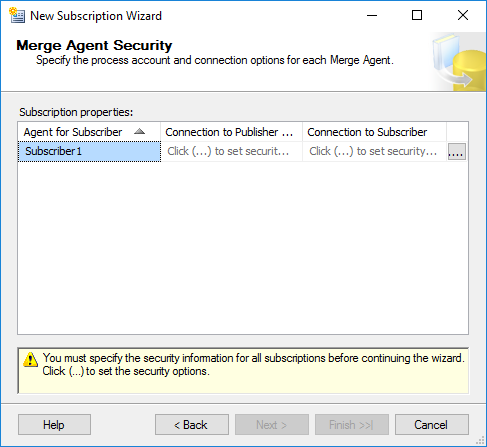 New Subscription Wizard
Merge Agent Security
Specify the process account and connection options for each Merge Agent.
Subscription properties:
Agent for Subscriber Connection to Publisher ... Connection to Subscriber
Subscriber1 Click (...) to set securit... Click (...) to set security... ....
You must specify the security information for all subscriptions before continuing the wizard.
Click (...) to set the security options.
Help < Back Next > Finish >>| Cancel